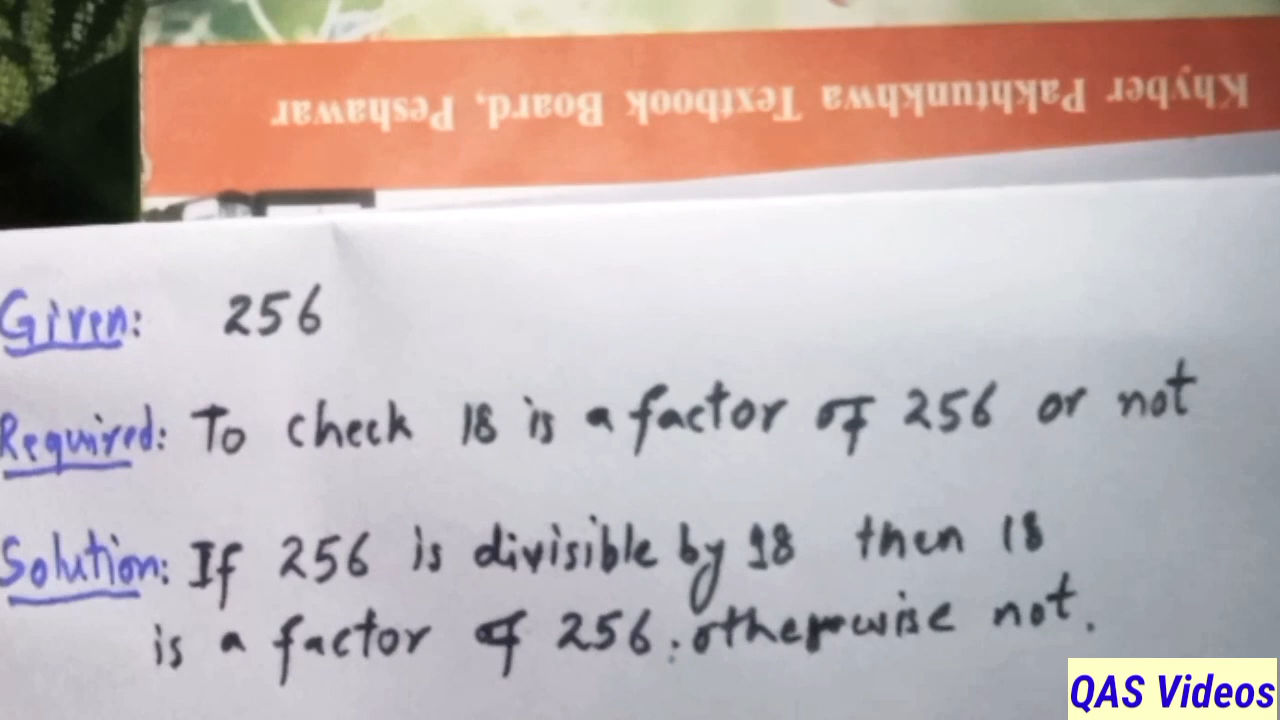 Khyber Pakhtunkhwa Textbook Board, Peshawar
Given: 256
Required: To check 18 is a factor of 256 or not
Solution: If 256 is divisible by 18 then 18
is a factor of 256. otherwise not.
QAS Videos